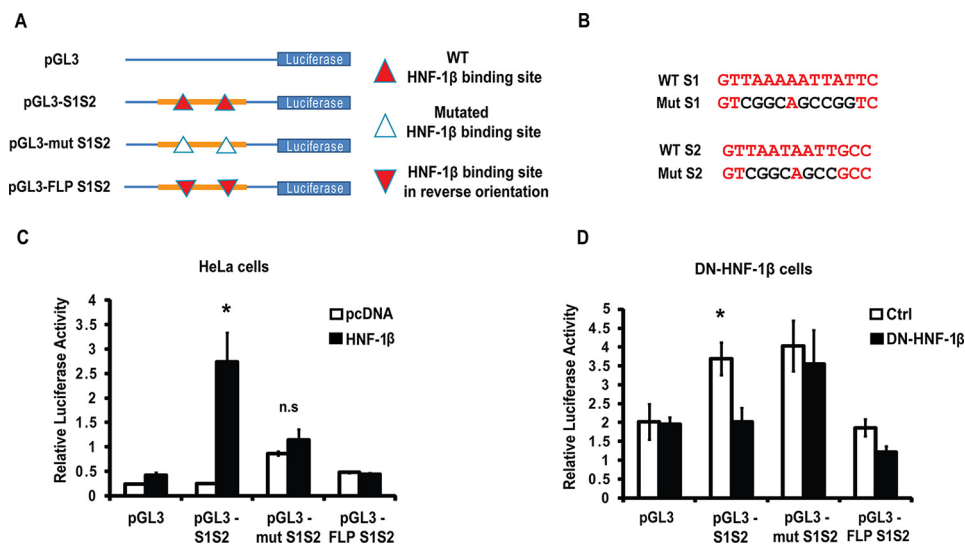 A
pGL3
Luciferase
pGL3-S1S2
Luciferase
pGL3-mut S1S2
Luciferase
pGL3-FLP S1S2
Luciferase
WT
HNF-1β binding site
Mutated
HNF-1β binding site
HNF-1β binding site
in reverse orientation
B
WT S1 GTTAAAAATTATTC
Mut S1 GTCGGCAGCCGGTC
WT S2 GTTAATAATTGCC
Mut S2 GTCGGCAGCCGCC
C
HeLa cells
Relative Luciferase Activity
4
3.5
3
2.5
2
1.5
1
0.5
0
*
n.s
pcDNA
HNF-1β
pGL3
pGL3 -
S1S2
pGL3 -
mut S1S2
pGL3 -
FLP S1S2
D
DN-HNF-1β cells
Relative Luciferase Activity
5
4.5
4
3.5
3
2.5
2
1.5
1
0.5
0
*
Ctrl
DN-HNF-1β
pGL3
pGL3 -
S1S2
pGL3 -
mut S1S2
pGL3 -
FLP S1S2